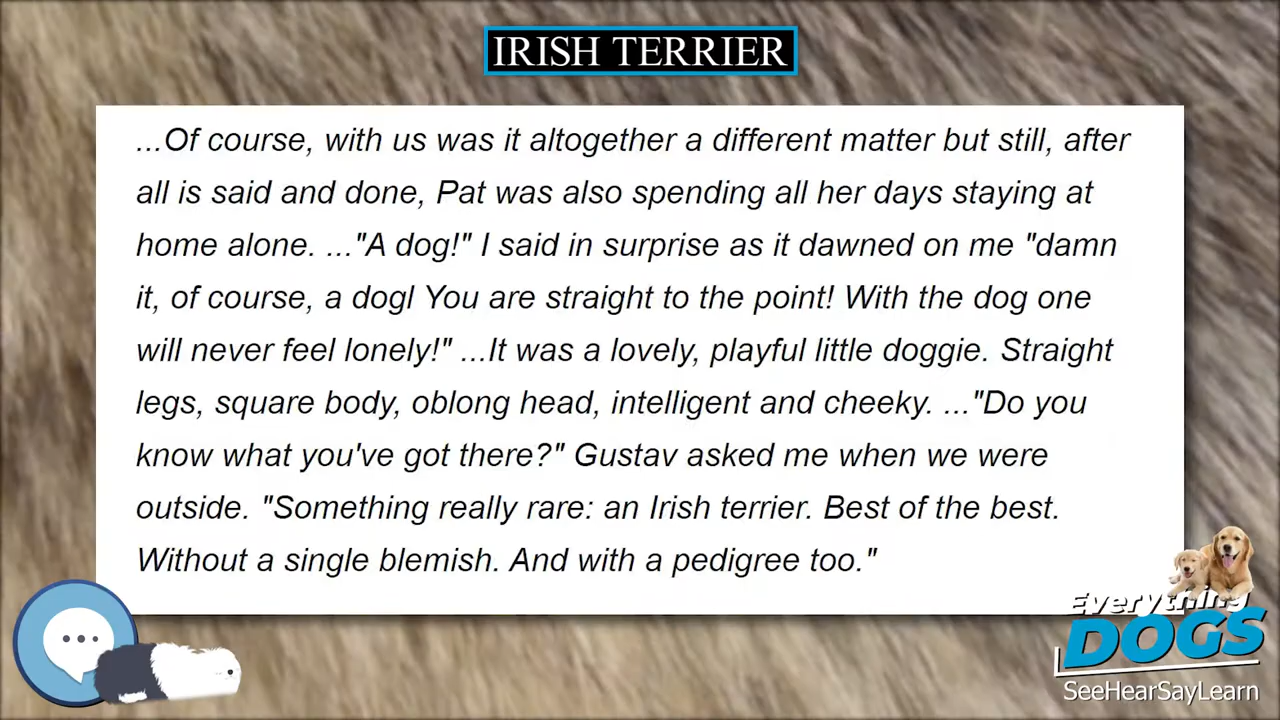 IRISH TERRIER
...Of course, with us was it altogether a different matter but still, after
all is said and done, Pat was also spending all her days staying at
home alone. ..."A dog!" I said in surprise as it dawned on me "damn
it, of course, a dogl You are straight to the point! With the dog one
will never feel lonely!" ...It was a lovely, playful little doggie. Straight
legs, square body, oblong head, intelligent and cheeky. ..."Do you
know what you've got there?" Gustav asked me when we were
outside. "Something really rare: an Irish terrier. Best of the best.
Without a single blemish. And with a pedigree too."
Everything
DOGS
SeeHearSayLearn